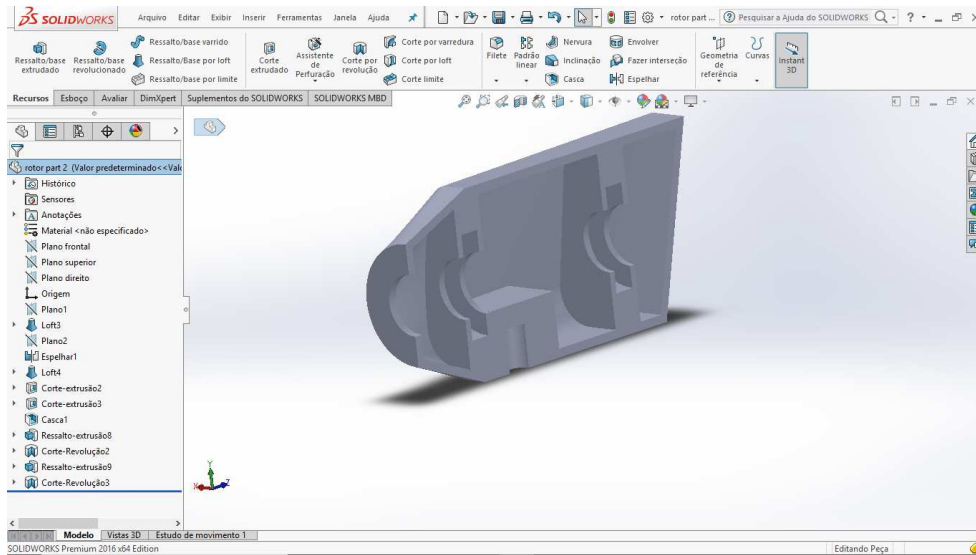 SOLIDWORKS Arquivo Editar Exibir Inserir Ferramentas Janela Ajuda rotor part ... Pesquisar a Ajuda do SOLIDWORKS
Ressalto/base extrudado
Ressalto/base revolucionado
Ressalto/base varrido
Ressalto/base por loft
Ressalto/base por limite
Corte extrudado
Assistente de Perfuração
Corte por revolução
Corte por varredura
Corte por loft
Corte limite
Filete
Padrão linear
Nervura
Inclinação
Casca
Envolver
Fazer interseção
Espelhar
Geometria de referência
Curvas
Instant 3D
Recursos Esboço Avaliar DimXpert Suplementos do SOLIDWORKS SOLIDWORKS MBD
rotor part 2 (Valor predeterminado<<Valo
Histórico
Sensores
Anotações
Material <não especificado>
Plano frontal
Plano superior
Plano direito
Origem
Plano1
Loft3
Plano2
Espelhar1
Loft4
Corte-extrusão2
Corte-extrusão3
Casca1
Ressalto-extrusão8
Corte-Revolução2
Ressalto-extrusão9
Corte-Revolução3
Y
X Z
Modelo Vistas 3D Estudo de movimento 1
SOLIDWORKS Premium 2016 x64 Edition Editando Peça